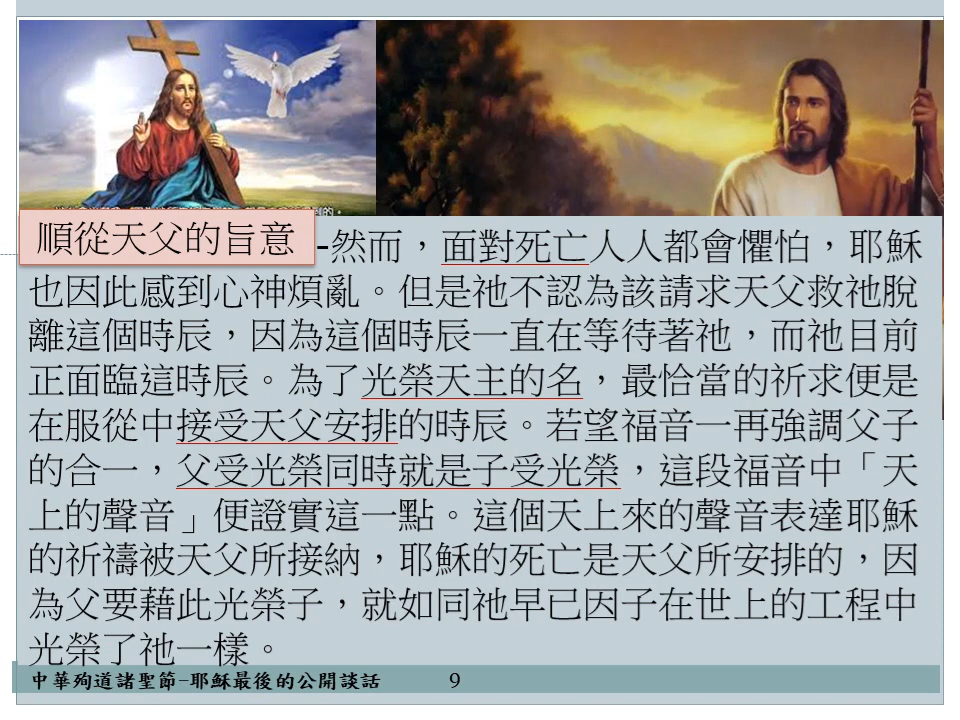 順從天父的旨意 -然而，面對死亡人人都會懼怕，耶穌
也因此感到心神煩亂。但是祂不認為該請求天父救祂脫
離這個時辰，因為這個時辰一直在等待著祂，而祂目前
正面臨這時辰。為了光榮天主的名，最恰當的祈求便是
在服從中接受天父安排的時辰。若望福音一再強調父子
的合一，父受光榮同時就是子受光榮，這段福音中「天
上的聲音」便證實這一點。這個天上來的聲音表達耶穌
的祈禱被天父所接納，耶穌的死亡是天父所安排的，因
為父要藉此光榮子，就如同祂早已因子在世上的工程中
光榮了祂一樣。
中華殉道諸聖節-耶穌最後的公開談話 9